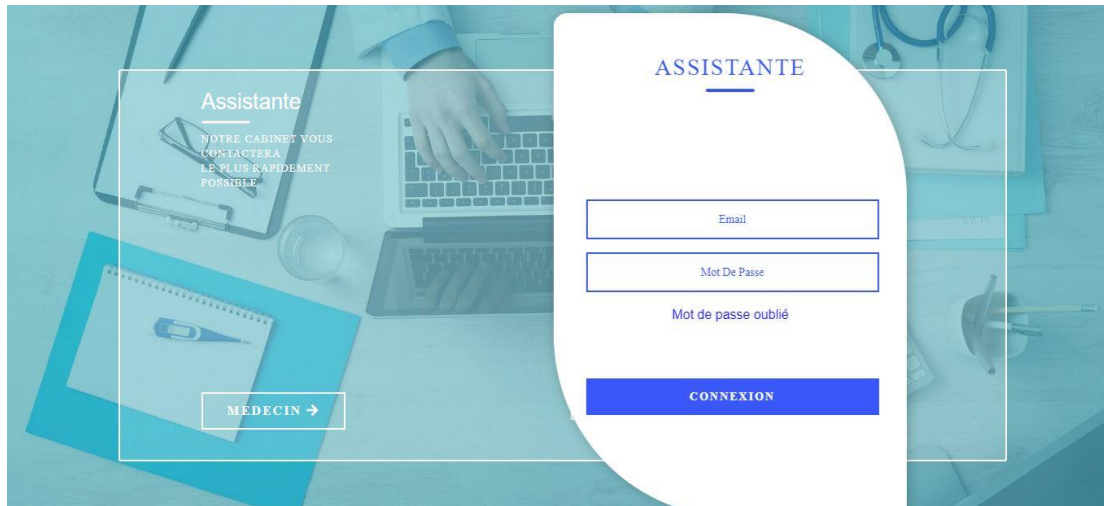 Assistante
NOTRE CABINET VOUS
CONTACTERA
LE PLUS RAPIDEMENT
POSSIBLE
MEDECIN →
ASSISTANTE
Email
Mot De Passe
Mot de passe oublié
CONNEXION